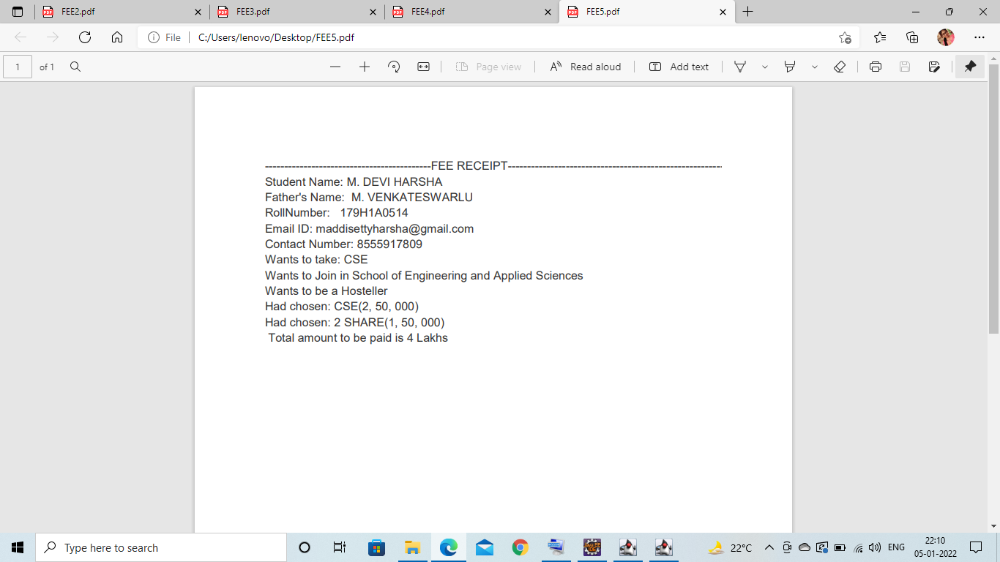 FEE2.pdf
FEE3.pdf
FEE4.pdf
FEE5.pdf
File
C:/Users/lenovo/Desktop/FEE5.pdf
1 of 1
Page view
Read aloud
Add text
-------------------------------------------FEE RECEIPT--------------------------------------------------------
Student Name: M. DEVI HARSHA
Father's Name:  M. VENKATESWARLU
RollNumber:   179H1A0514
Email ID: maddisettyharsha@gmail.com
Contact Number: 8555917809
Wants to take: CSE
Wants to Join in School of Engineering and Applied Sciences
Wants to be a Hosteller
Had chosen: CSE(2, 50, 000)
Had chosen: 2 SHARE(1, 50, 000)
Total amount to be paid is 4 Lakhs
Type here to search
22°C
ENG
22:10
05-01-2022